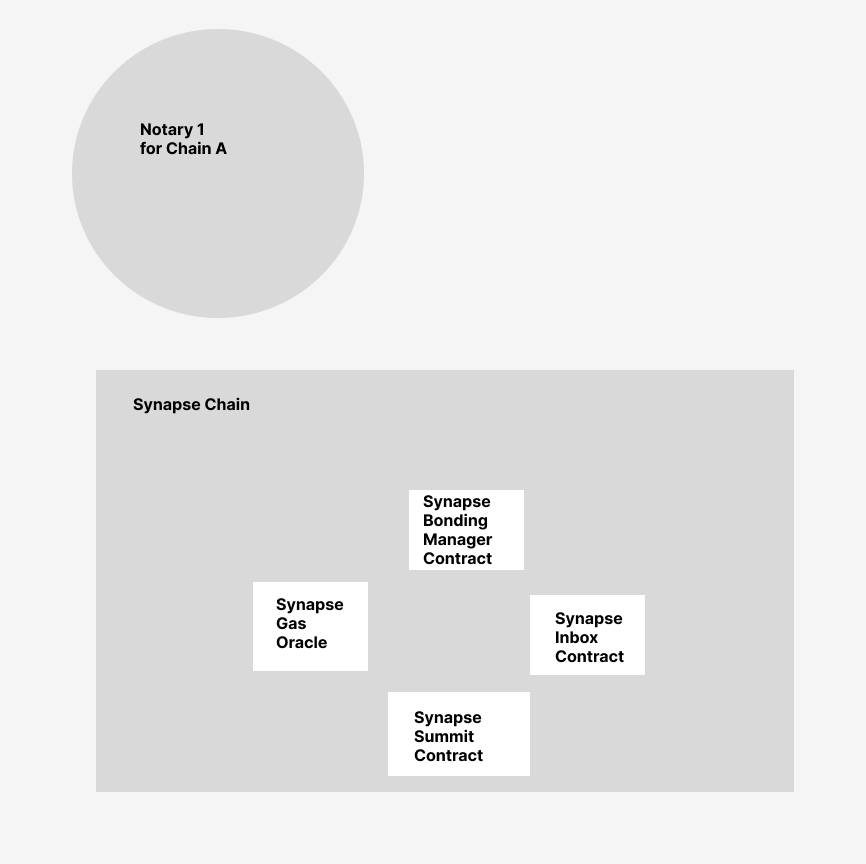 Notary 1
for Chain A
Synapse Chain
Synapse
Bonding
Manager
Contract
Synapse
Gas
Oracle
Synapse
Inbox
Contract
Synapse
Summit
Contract